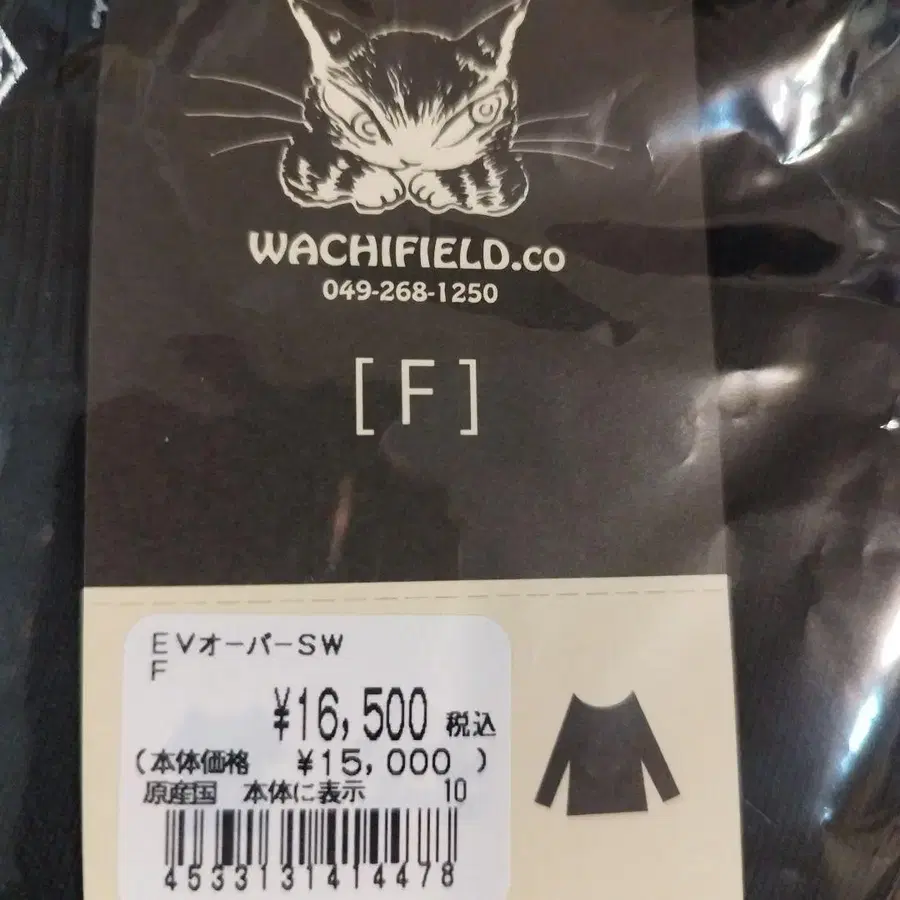 WACHIFIELD.co
049-268-1250
[F]
EVオーバーSW
F
¥16,500 税込
(本体価格 ¥15,000 )
原産国 本体に表示 10
4533131414478